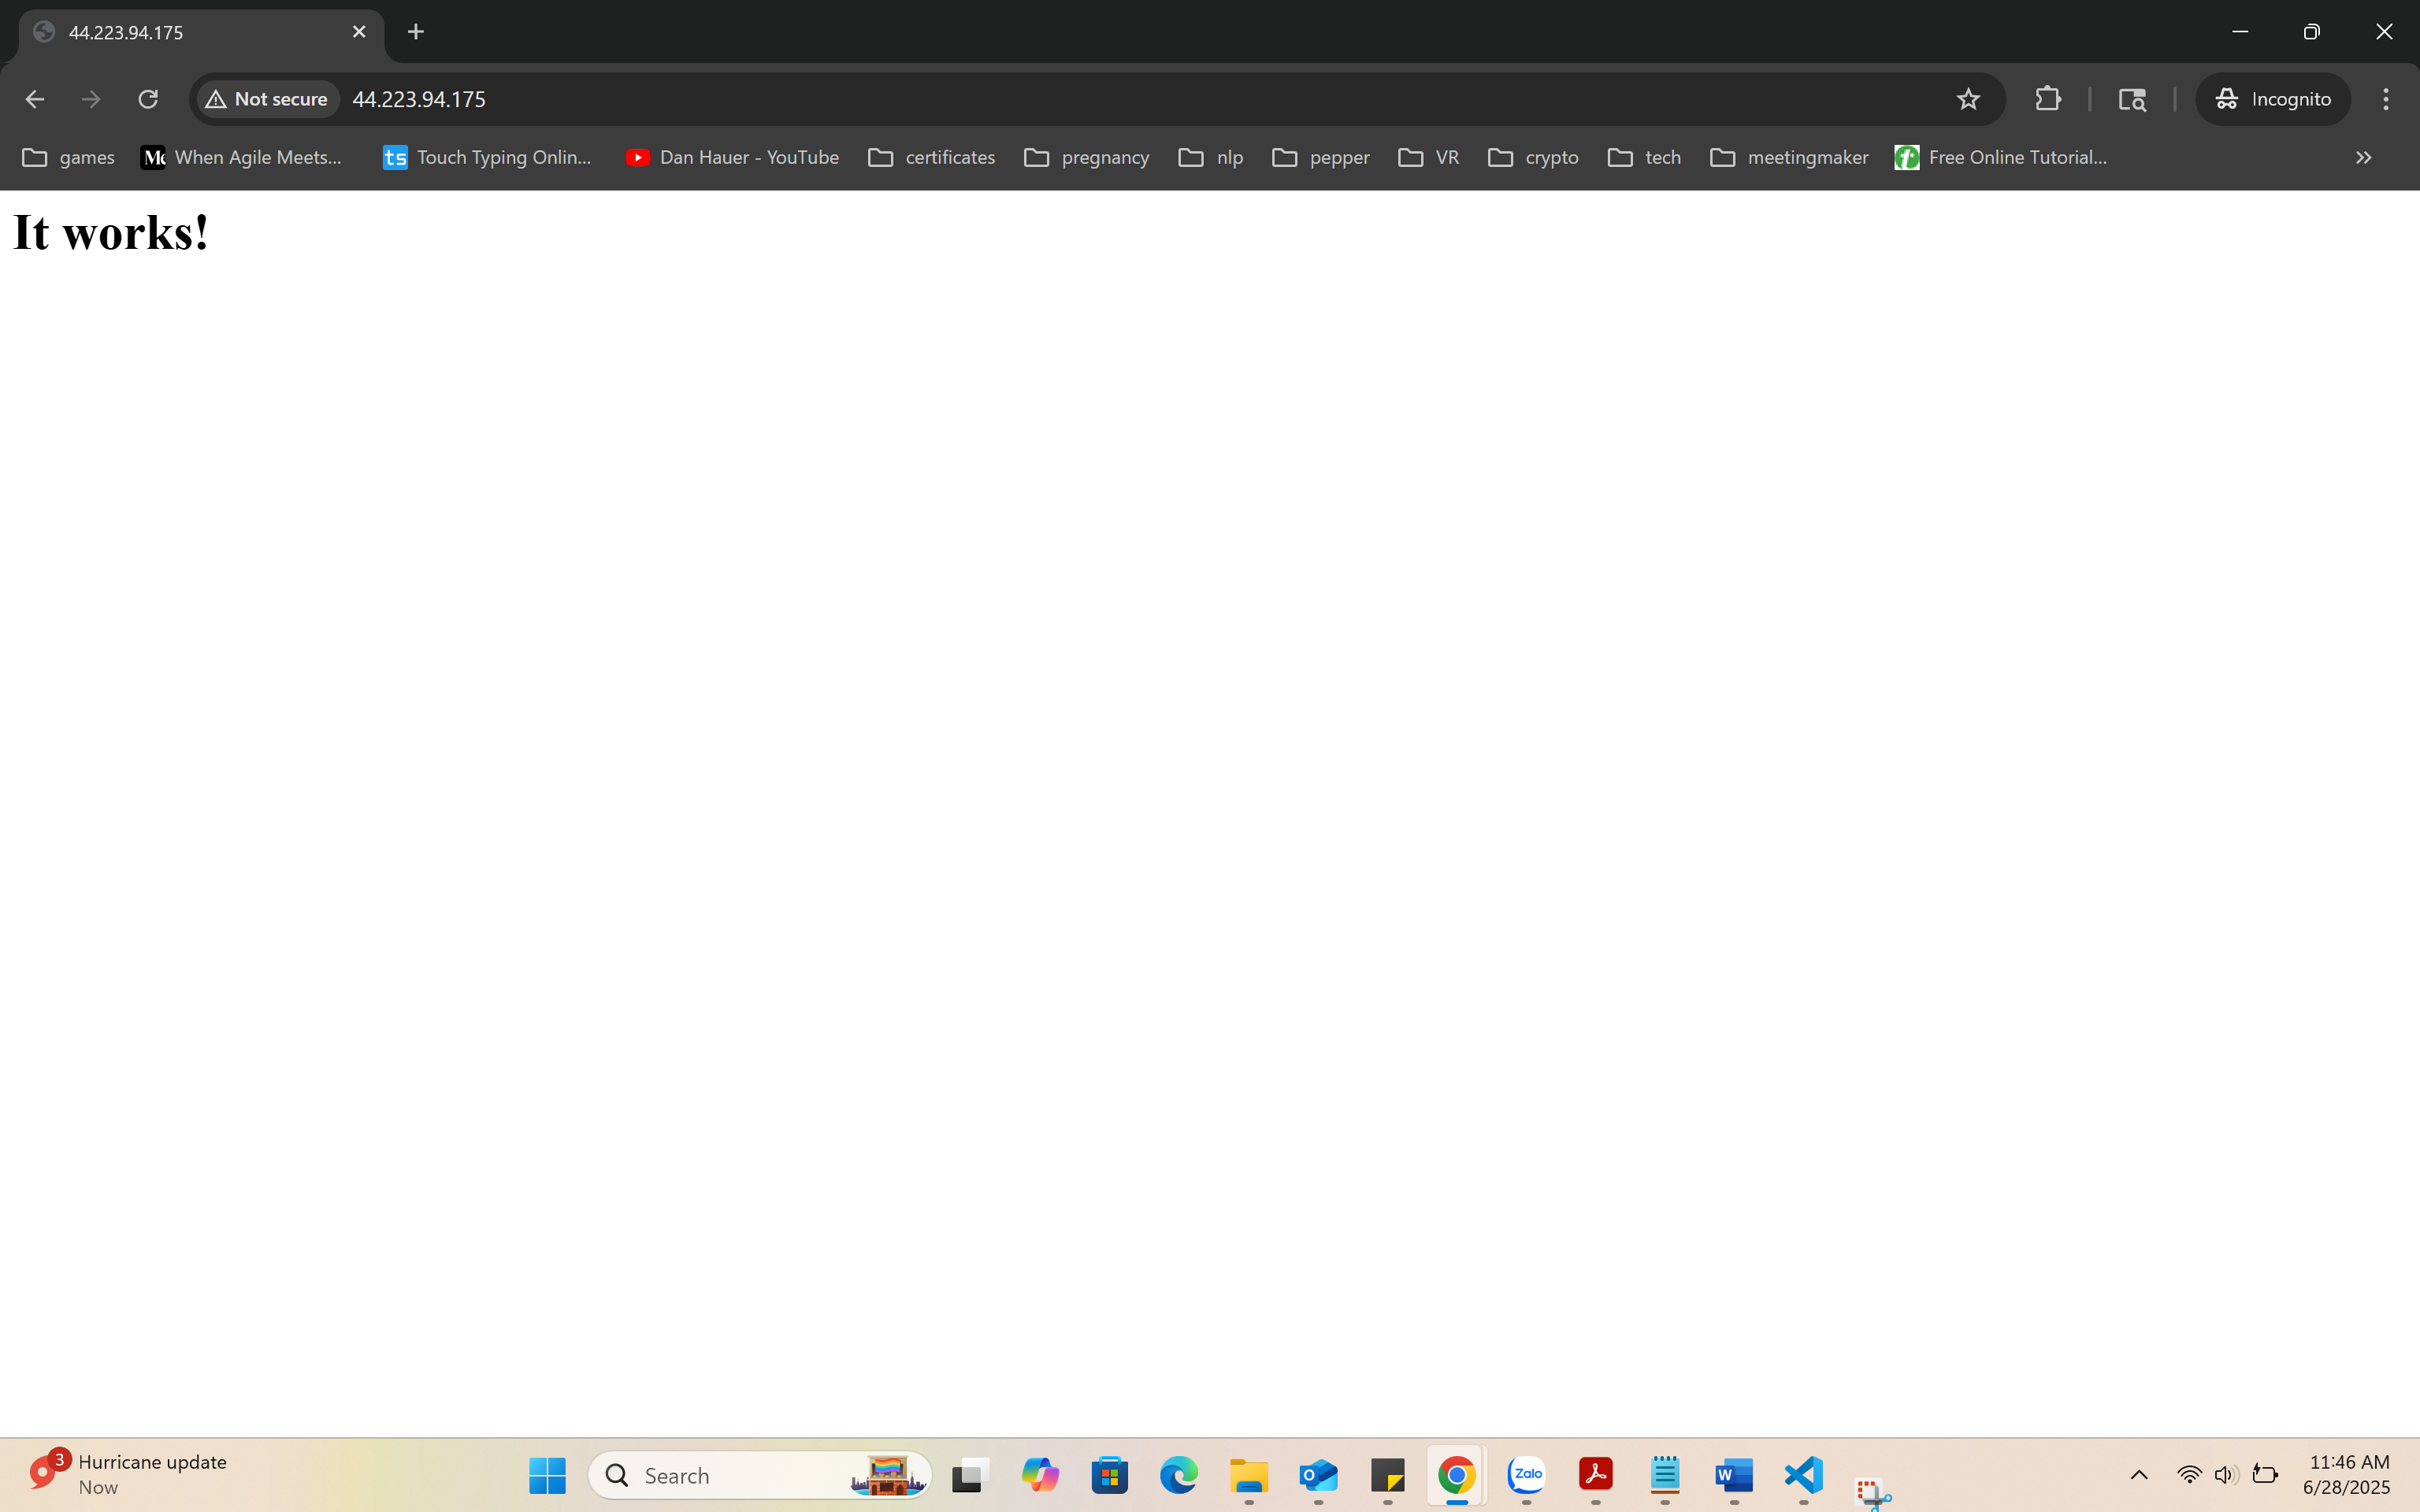 44.223.94.175
Not secure 44.223.94.175 Incognito
games Me When Agile Meets... ts Touch Typing Onlin... Dan Hauer - YouTube certificates pregnancy nlp pepper VR crypto tech meetingmaker Free Online Tutorial...
It works!
3 Hurricane update
Now
Search
Zalo
11:46 AM
6/28/2025